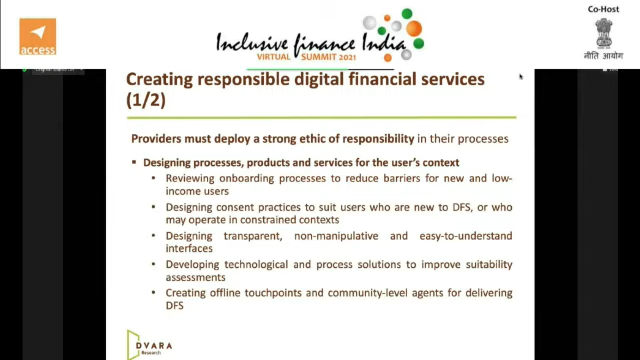 access
Inclusive finance India
VIRTUAL SUMMIT 2021
Co-Host
नीति आयोग
Creating responsible digital financial services
(1/2)
Providers must deploy a strong ethic of responsibility in their processes
▪ Designing processes, products and services for the user's context
• Reviewing onboarding processes to reduce barriers for new and low-
income users
• Designing consent practices to suit users who are new to DFS, or who
may operate in constrained contexts
• Designing transparent, non-manipulative and easy-to-understand
interfaces
• Developing technological and process solutions to improve suitability
assessments
• Creating offline touchpoints and community-level agents for delivering
DFS
DVARA
Research